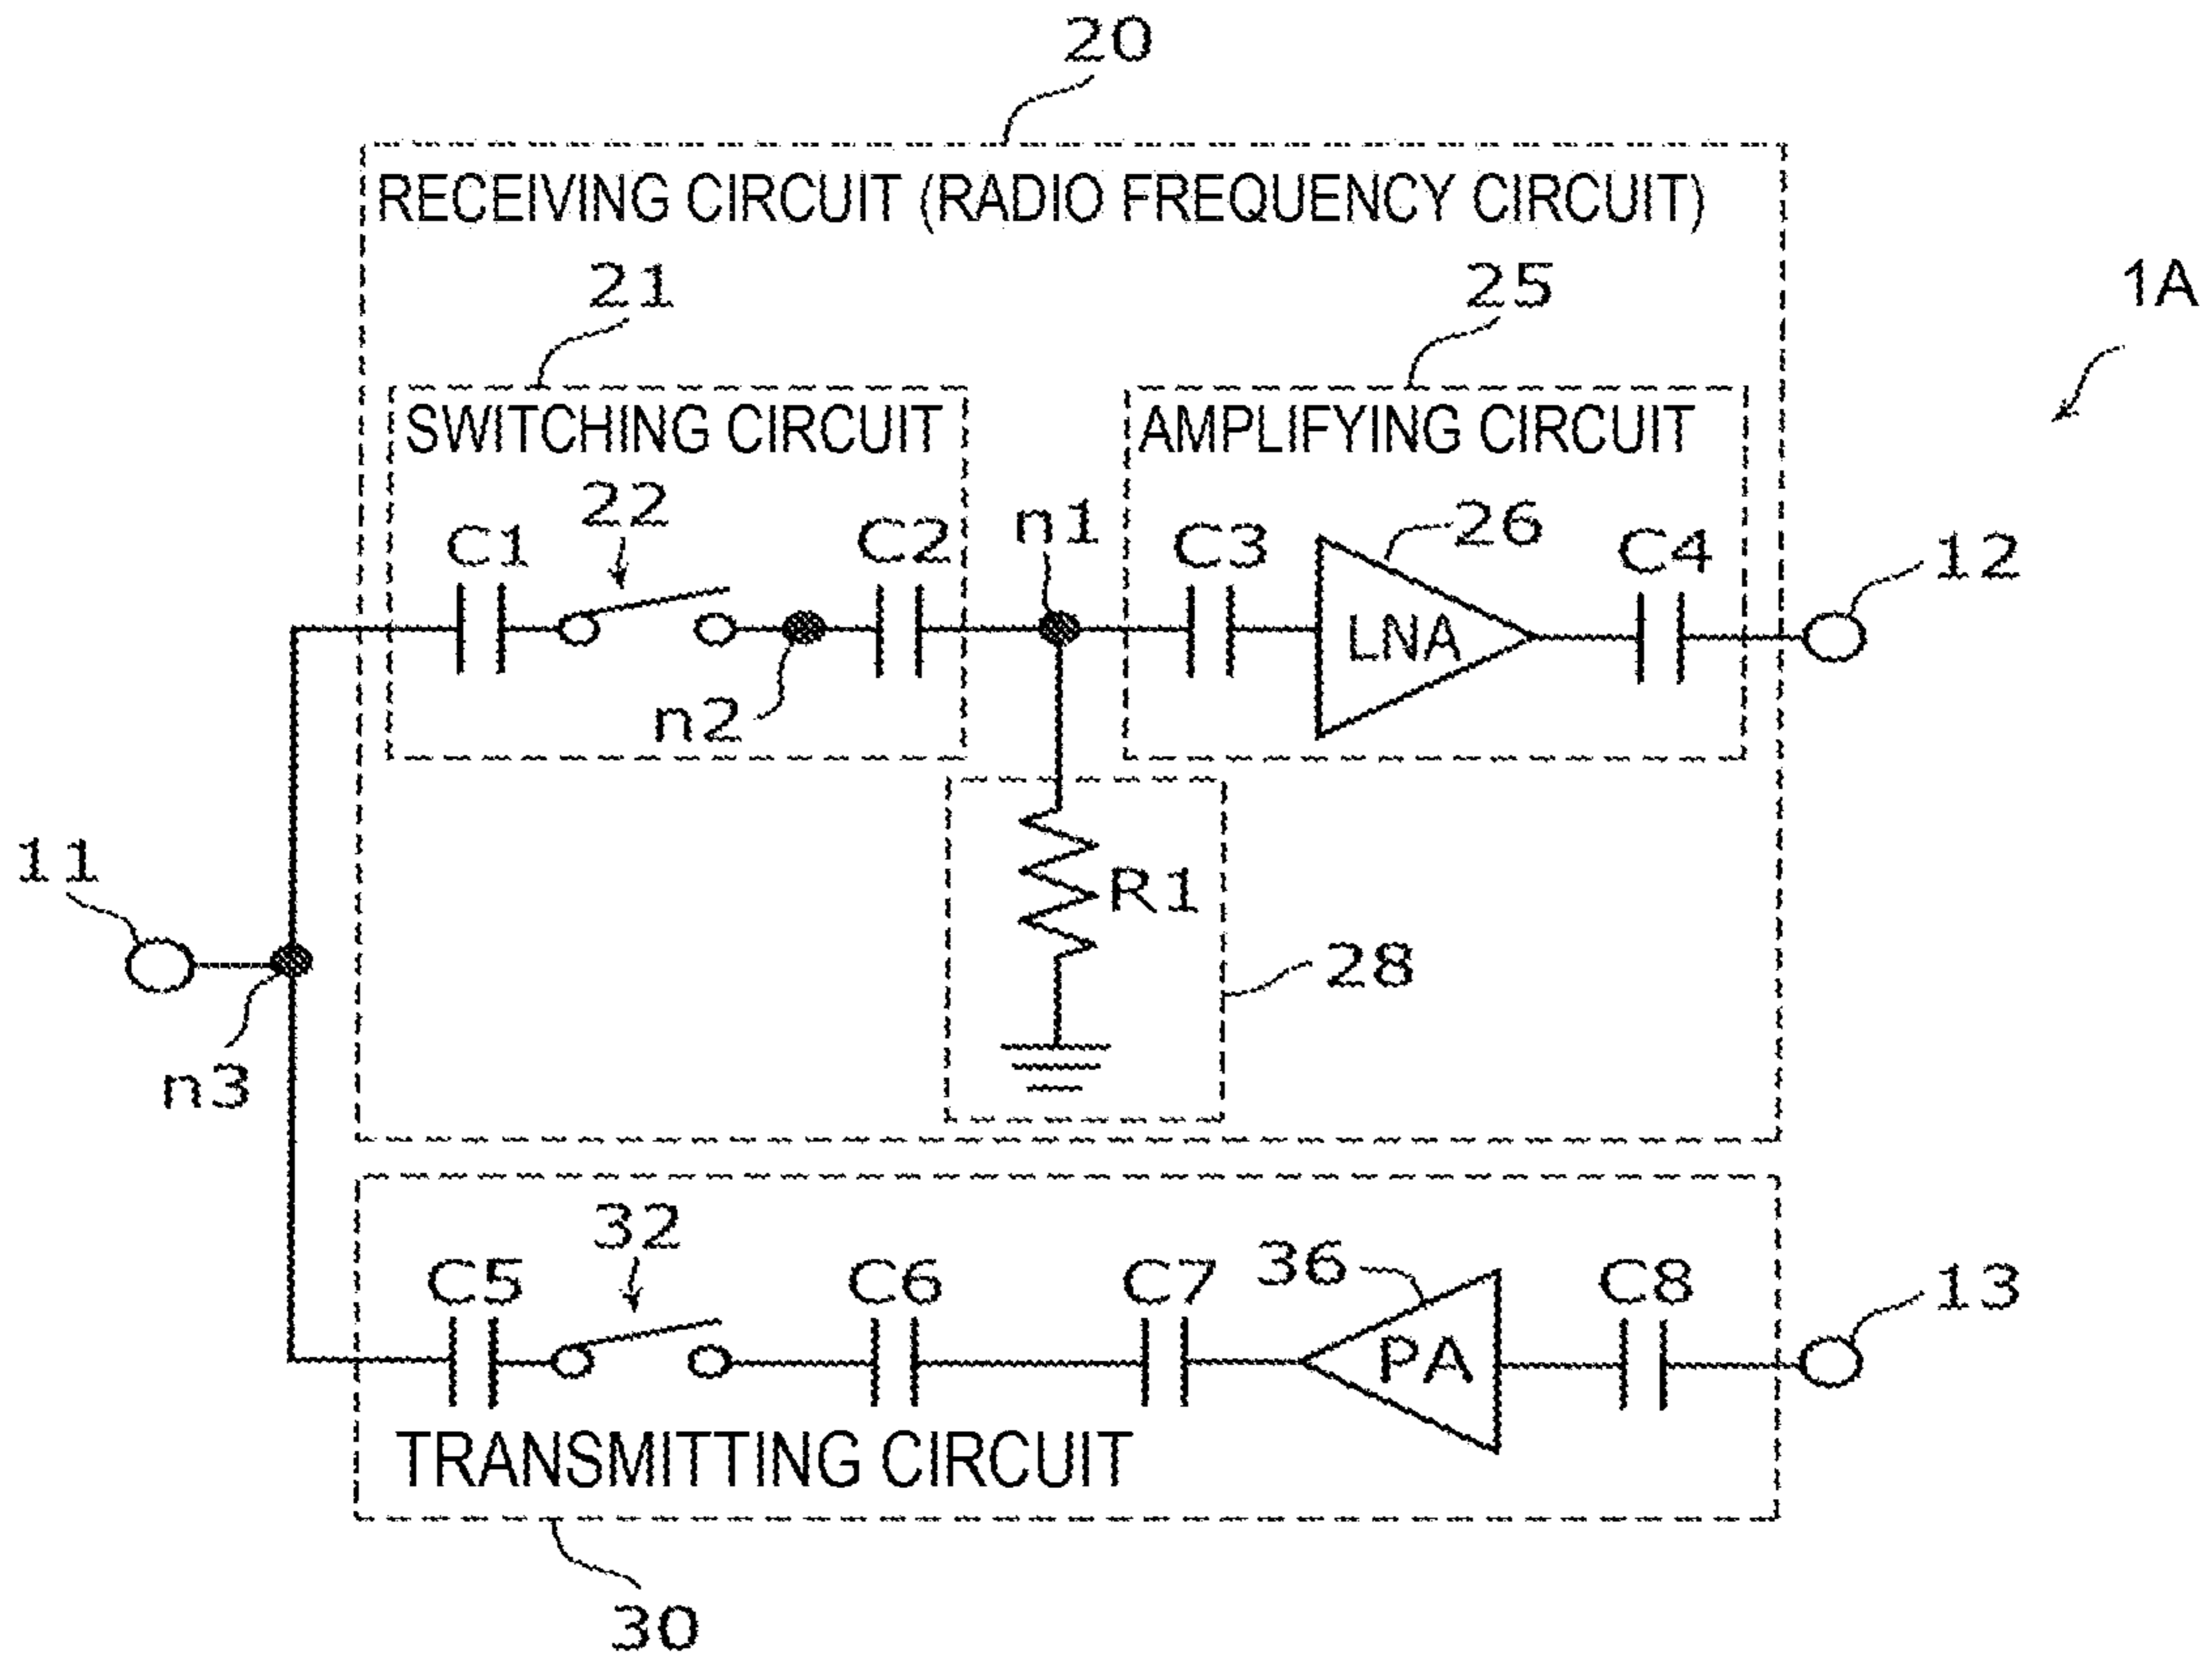 20
RECEIVING CIRCUIT (RADIO FREQUENCY CIRCUIT)
21
25
1A
SWITCHING CIRCUIT
AMPLIFYING CIRCUIT
22
n1
26
C1
C2
C3
C4
12
LNA
n2
11
R1
28
n3
32
36
C5
C6
C7
C8
13
PA
TRANSMITTING CIRCUIT
30